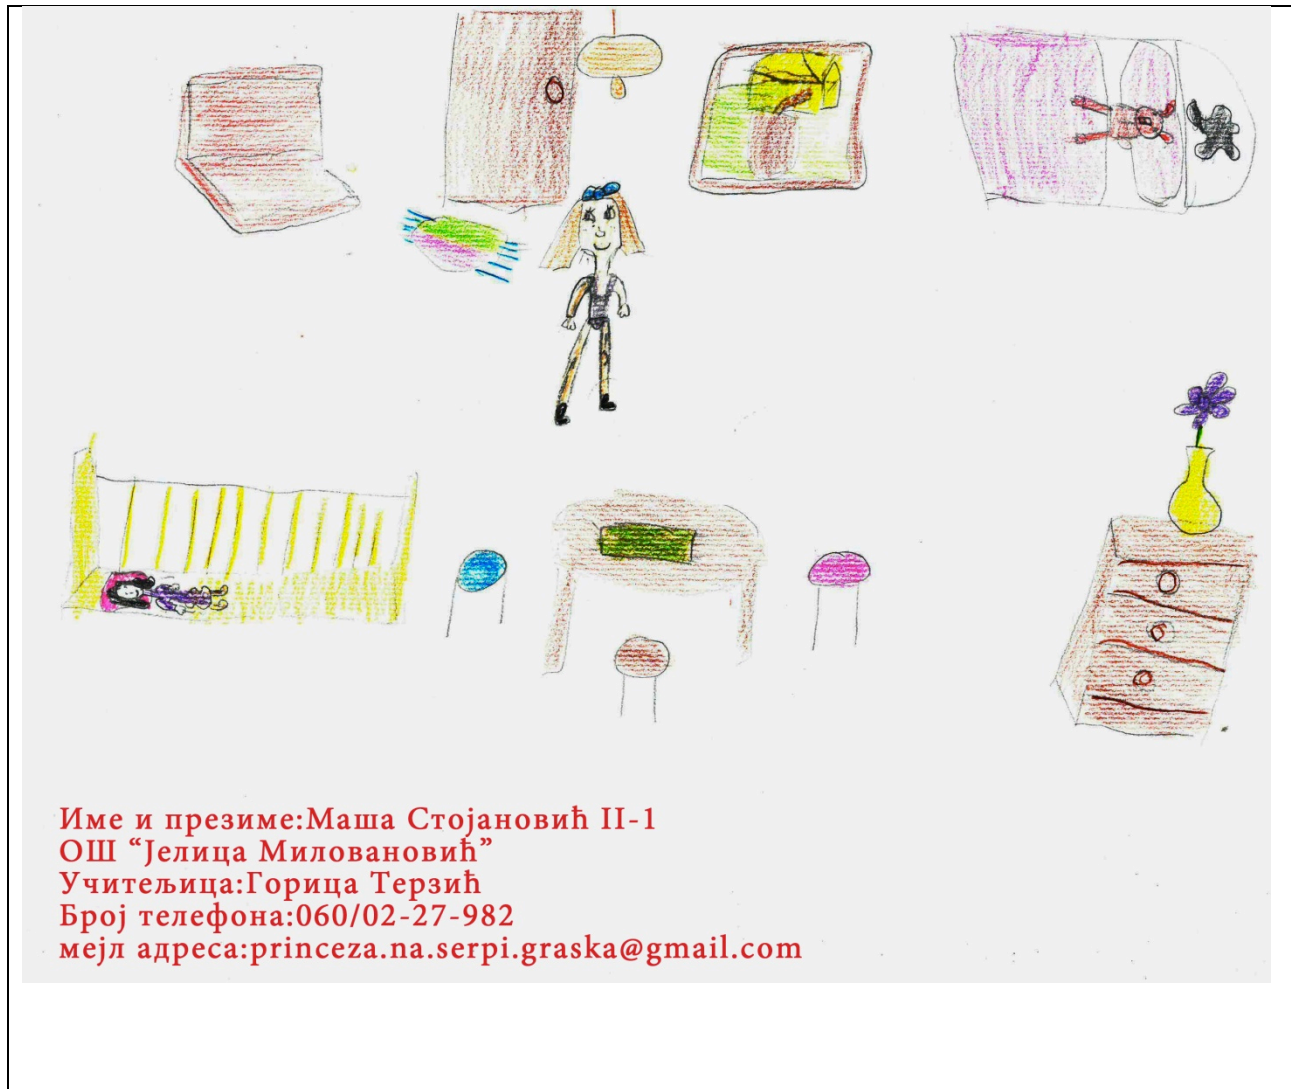 Име и презиме:Маша Стојановић II-1
ОШ “Јелица Миловановић”
Учитељица:Горица Терзић
Број телефона:060/02-27-982
мејл адреса:princeza.na.serpi.graska@gmail.com